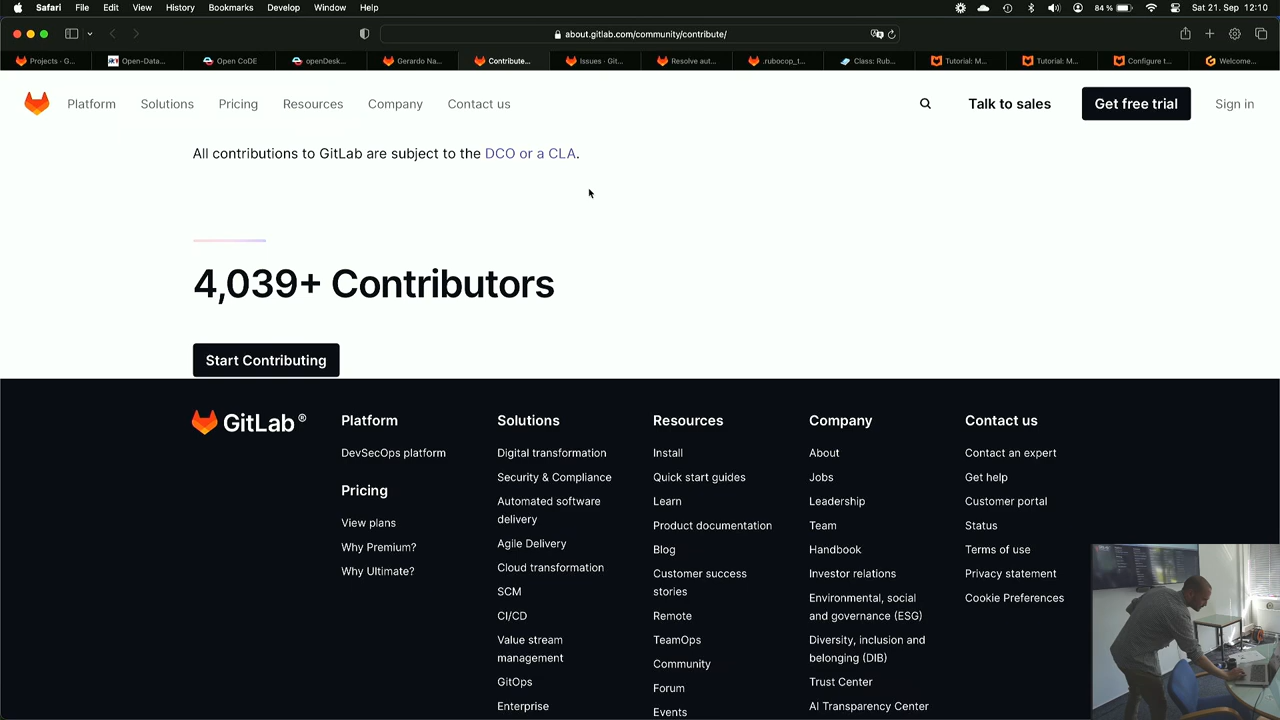 Safari File Edit View History Bookmarks Develop Window Help 84 % Sat 21. Sep 12:10
about.gitlab.com/community/contribute/
Projects · G... Open-Data... Open CoDE openDesk... Gerardo Na... Contribute... Issues · Git... Resolve aut... .rubocop_t... Class: Rub... Tutorial: M... Tutorial: M... Configure t... Welcome...
Platform Solutions Pricing Resources Company Contact us Talk to sales Get free trial Sign in
All contributions to GitLab are subject to the DCO or a CLA.
4,039+ Contributors
Start Contributing
GitLab®
Platform
DevSecOps platform
Pricing
View plans
Why Premium?
Why Ultimate?
Solutions
Digital transformation
Security & Compliance
Automated software
delivery
Agile Delivery
Cloud transformation
SCM
CI/CD
Value stream
management
GitOps
Enterprise
Resources
Install
Quick start guides
Learn
Product documentation
Blog
Customer success
stories
Remote
TeamOps
Community
Forum
Events
Company
About
Jobs
Leadership
Team
Handbook
Investor relations
Environmental, social
and governance (ESG)
Diversity, inclusion and
belonging (DIB)
Trust Center
AI Transparency Center
Contact us
Contact an expert
Get help
Customer portal
Status
Terms of use
Privacy statement
Cookie Preferences